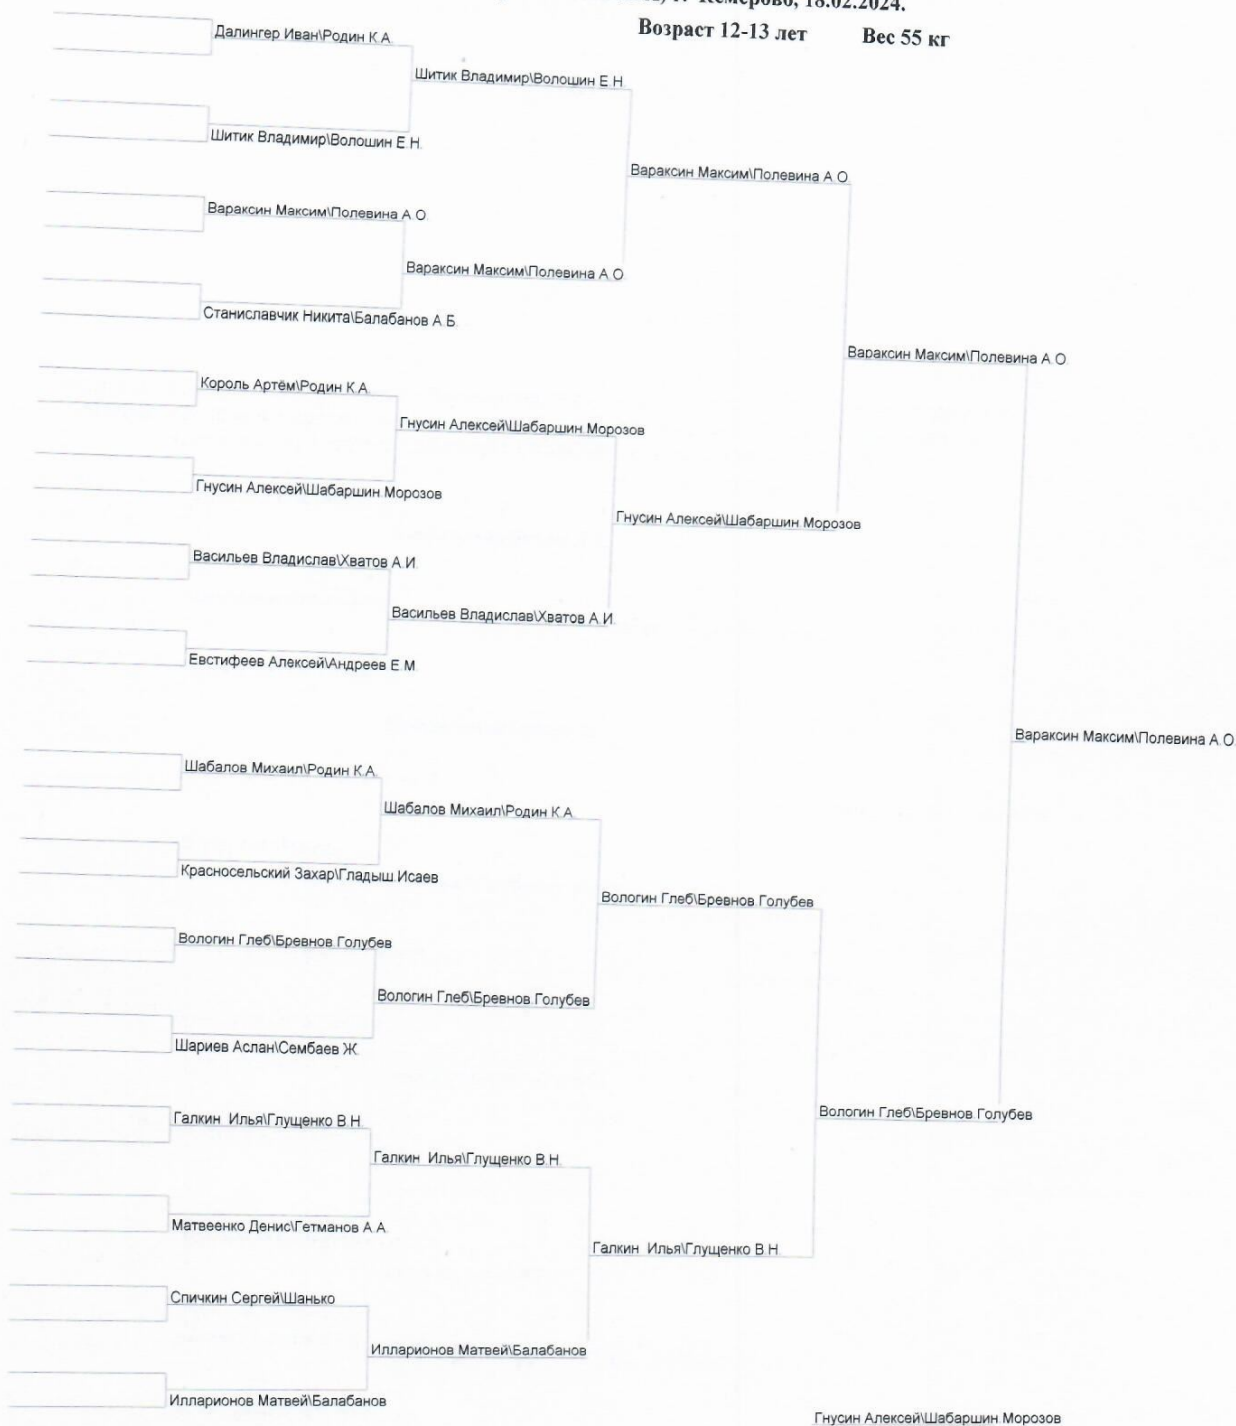 Кемерово, 18.02.2024.
Возраст 12-13 лет Вес 55 кг
Далингер Иван\Родин К.А.
Шитик Владимир\Волошин Е.Н.
Шитик Владимир\Волошин Е.Н.
Вараксин Максим\Полевина А.О.
Вараксин Максим\Полевина А.О.
Вараксин Максим\Полевина А.О.
Станиславчик Никита\Балабанов А.Б.
Вараксин Максим\Полевина А.О.
Король Артём\Родин К.А.
Гнусин Алексей\Шабаршин.Морозов
Гнусин Алексей\Шабаршин.Морозов
Гнусин Алексей\Шабаршин.Морозов
Васильев Владислав\Хватов А.И.
Васильев Владислав\Хватов А.И.
Евстифеев Алексей\Андреев Е.М.
Вараксин Максим\Полевина А.О.
Шабалов Михаил\Родин К.А.
Шабалов Михаил\Родин К.А.
Красносельский Захар\Гладыш.Исаев
Вологин Глеб\Бревнов.Голубев
Вологин Глеб\Бревнов.Голубев
Вологин Глеб\Бревнов.Голубев
Шариев Аслан\Сембаев Ж.
Вологин Глеб\Бревнов.Голубев
Галкин  Илья\Глущенко В.Н.
Галкин  Илья\Глущенко В.Н.
Матвеенко Денис\Гетманов А.А.
Галкин  Илья\Глущенко В.Н.
Спичкин Сергей\Шанько
Илларионов Матвей\Балабанов
Илларионов Матвей\Балабанов
Гнусин Алексей\Шабаршин.Морозов